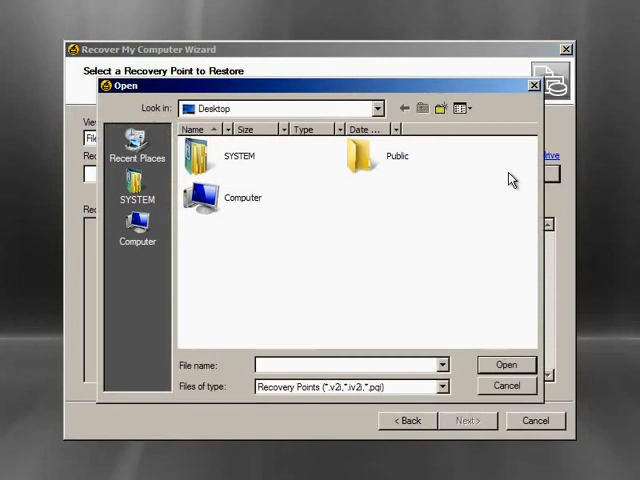 Recover My Computer Wizard
Select a Recovery Point to Restore
Open
Look in:
Desktop
Name
Size
Type
Date ...
Recent Places
SYSTEM
Computer
SYSTEM
Public
Computer
File name:
Open
Files of type:
Recovery Points (*.v2i,*.iv2i,*.pqi)
Cancel
< Back
Next >
Cancel